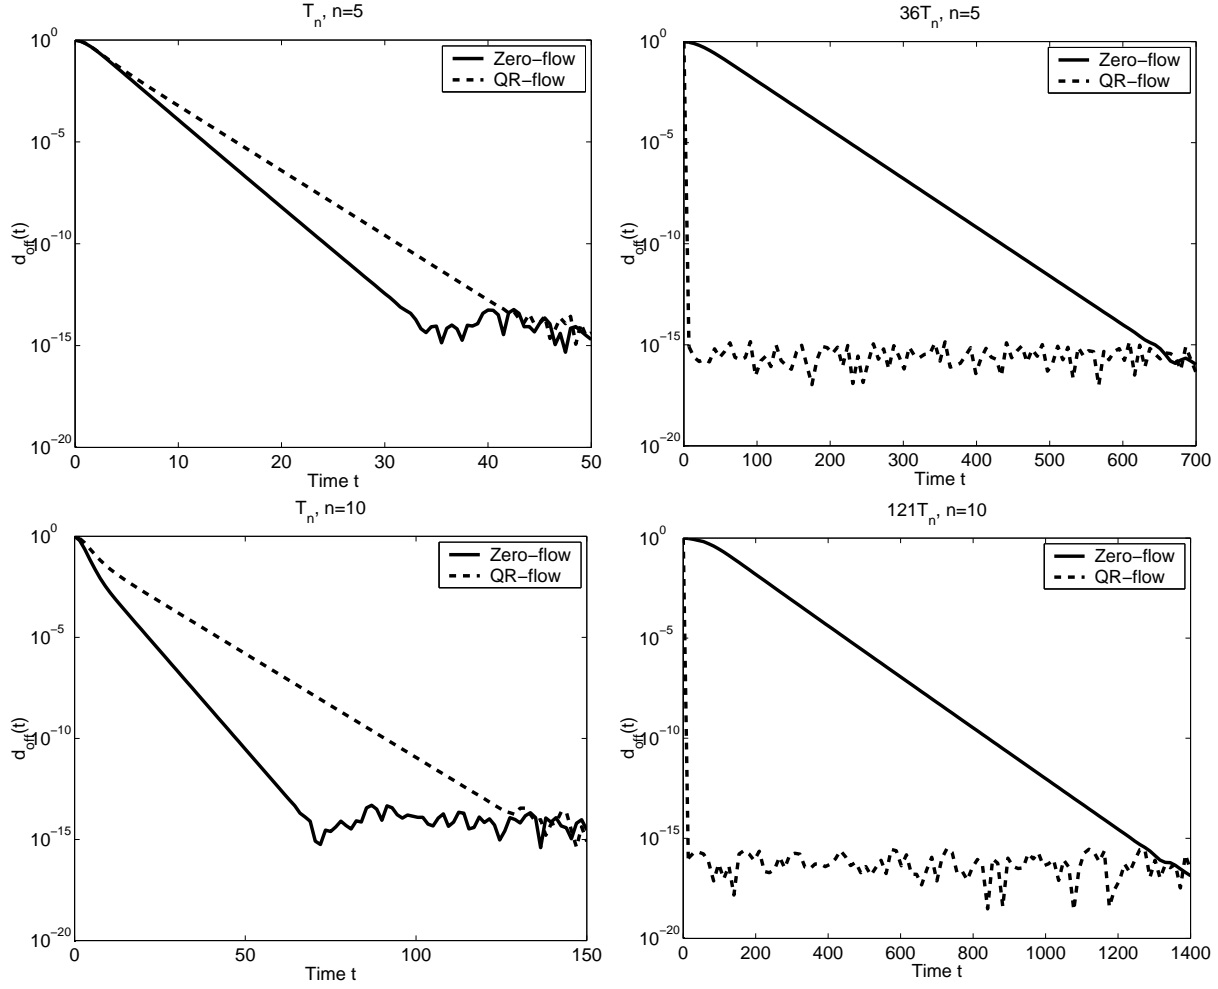 T_n, n=5
10^0
10^-5
10^-10
10^-15
10^-20
d_off(t)
Zero-flow
QR-flow
0 10 20 30 40 50
Time t
36T_n, n=5
10^0
10^-5
10^-10
10^-15
10^-20
d_off(t)
Zero-flow
QR-flow
0 100 200 300 400 500 600 700
Time t
T_n, n=10
10^0
10^-5
10^-10
10^-15
10^-20
d_off(t)
Zero-flow
QR-flow
0 50 100 150
Time t
121T_n, n=10
10^0
10^-5
10^-10
10^-15
10^-20
d_off(t)
Zero-flow
QR-flow
0 200 400 600 800 1000 1200 1400
Time t